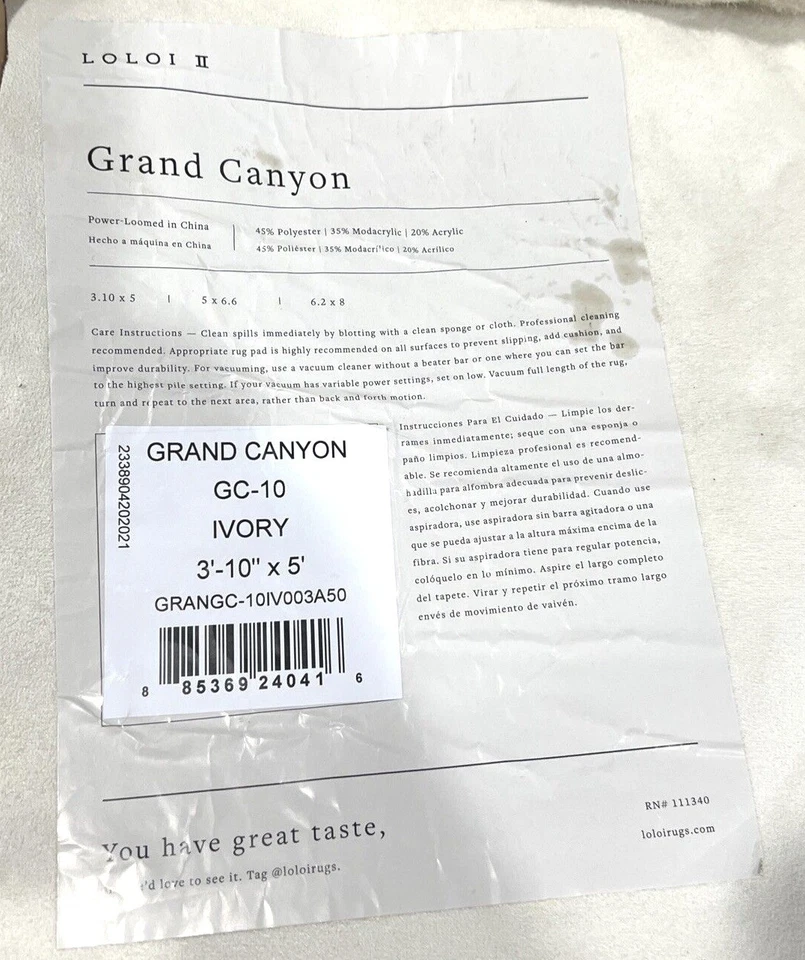 LOLOI II
Grand Canyon
Power-Loomed in China
Hecho a máquina en China
45% Polyester | 35% Modacrylic | 20% Acrylic
45% Poliéster | 35% Modacrílico | 20% Acrílico
3.10 x 5 | 5 x 6.6 | 6.2 x 8
Care Instructions — Clean spills immediately by blotting with a clean sponge or cloth. Professional cleaning
recommended. Appropriate rug pad is highly recommended on all surfaces to prevent slipping, add cushion, and
improve durability. For vacuuming, use a vacuum cleaner without a beater bar or one where you can set the bar
to the highest pile setting. If your vacuum has variable power settings, set on low. Vacuum full length of the rug,
turn and repeat to the next area, rather than back and forth motion.
2338904202021
GRAND CANYON
GC-10
IVORY
3'-10" x 5'
GRANGC-10IV003A50
8 85369 24041 6
Instrucciones Para El Cuidado — Limpie los der-
rames inmediatamente; seque con una esponja o
paño limpios. Limpieza profesional es recomend-
able. Se recomienda altamente el uso de una almo-
hadilla para alfombra adecuada para prevenir deslic-
es, acolchonar y mejorar durabilidad. Cuando use
aspiradora, use aspiradora sin barra agitadora o una
que se pueda ajustar a la altura máxima encima de la
fibra. Si su aspiradora tiene para regular potencia,
colóquelo en lo mínimo. Aspire el largo completo
del tapete. Virar y repetir el próximo tramo largo
envés de movimiento de vaivén.
You have great taste,
'd love to see it. Tag @loloirugs.
RN# 111340
loloirugs.com